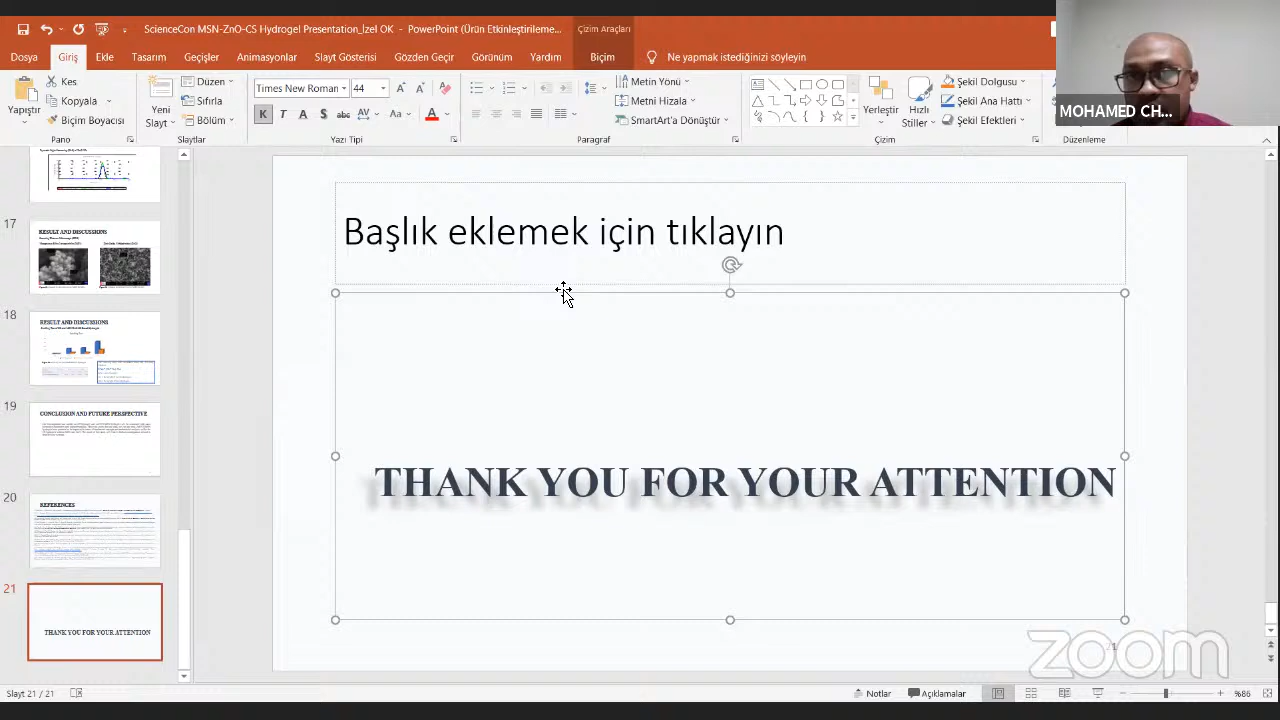 ScienceCon MSN-ZnO-CS Hydrogel Presentation_İzel OK - PowerPoint (Ürün Etkinleştirileme...
Çizim Araçları
Dosya
Giriş
Ekle
Tasarım
Geçişler
Animasyonlar
Slayt Gösterisi
Gözden Geçir
Görünüm
Yardım
Biçim
Ne yapmak istediğinizi söyleyin
Yapıştır
Kes
Kopyala
Biçim Boyacısı
Pano
Yeni
Slayt
Düzen
Sıfırla
Bölüm
Slaytlar
Times New Roman
44
K T A S abc AV Aa A
Yazı Tipi
Metin Yönü
Metni Hizala
SmartArt'a Dönüştür
Paragraf
Yerleştir
Hızlı
Stiller
Şekil Dolgusu
Şekil Ana Hattı
Şekil Efektleri
Çizim
Düzenleme
MOHAMED CH...
17
RESULT AND DISCUSSIONS
18
RESULT AND DISCUSSIONS
19
CONCLUSION AND FUTURE PERSPECTIVE
20
REFERENCES
21
THANK YOU FOR YOUR ATTENTION
Başlık eklemek için tıklayın
THANK YOU FOR YOUR ATTENTION
21
zoom
Slayt 21 / 21
Notlar
Açıklamalar
%86